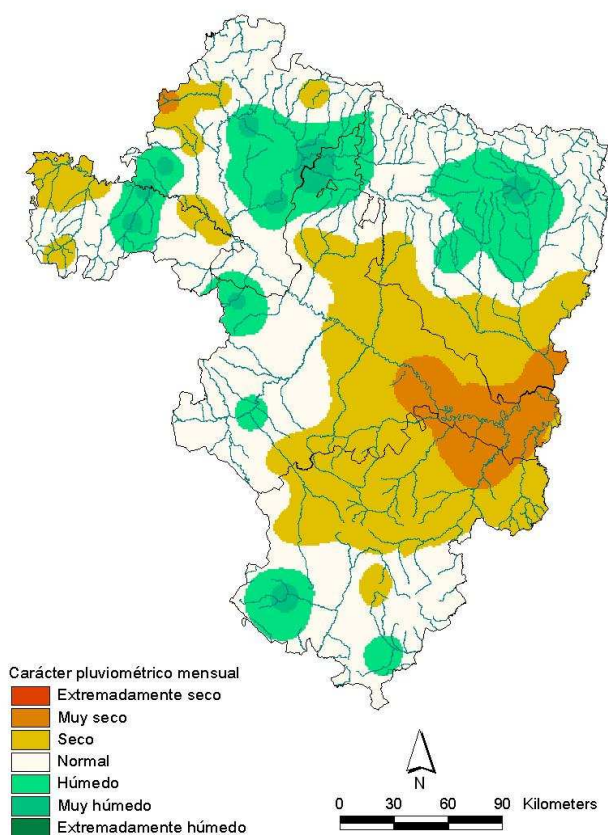 Carácter pluviométrico mensual
Extremadamente seco
Muy seco
Seco
Normal
Húmedo
Muy húmedo
Extremadamente húmedo
N
0 30 60 90 Kilometers